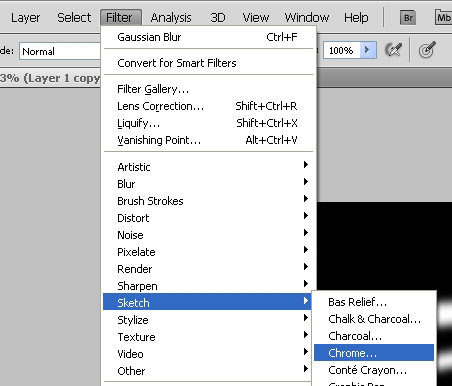 Layer Select Filter Analysis 3D View Window Help Br Mb
de: Normal 100%
3% (Layer 1 copy
Gaussian Blur Ctrl+F
Convert for Smart Filters
Filter Gallery...
Lens Correction... Shift+Ctrl+R
Liquify... Shift+Ctrl+X
Vanishing Point... Alt+Ctrl+V
Artistic
Blur
Brush Strokes
Distort
Noise
Pixelate
Render
Sharpen
Sketch
Stylize
Texture
Video
Other
Bas Relief...
Chalk & Charcoal...
Charcoal...
Chrome...
Conté Crayon...